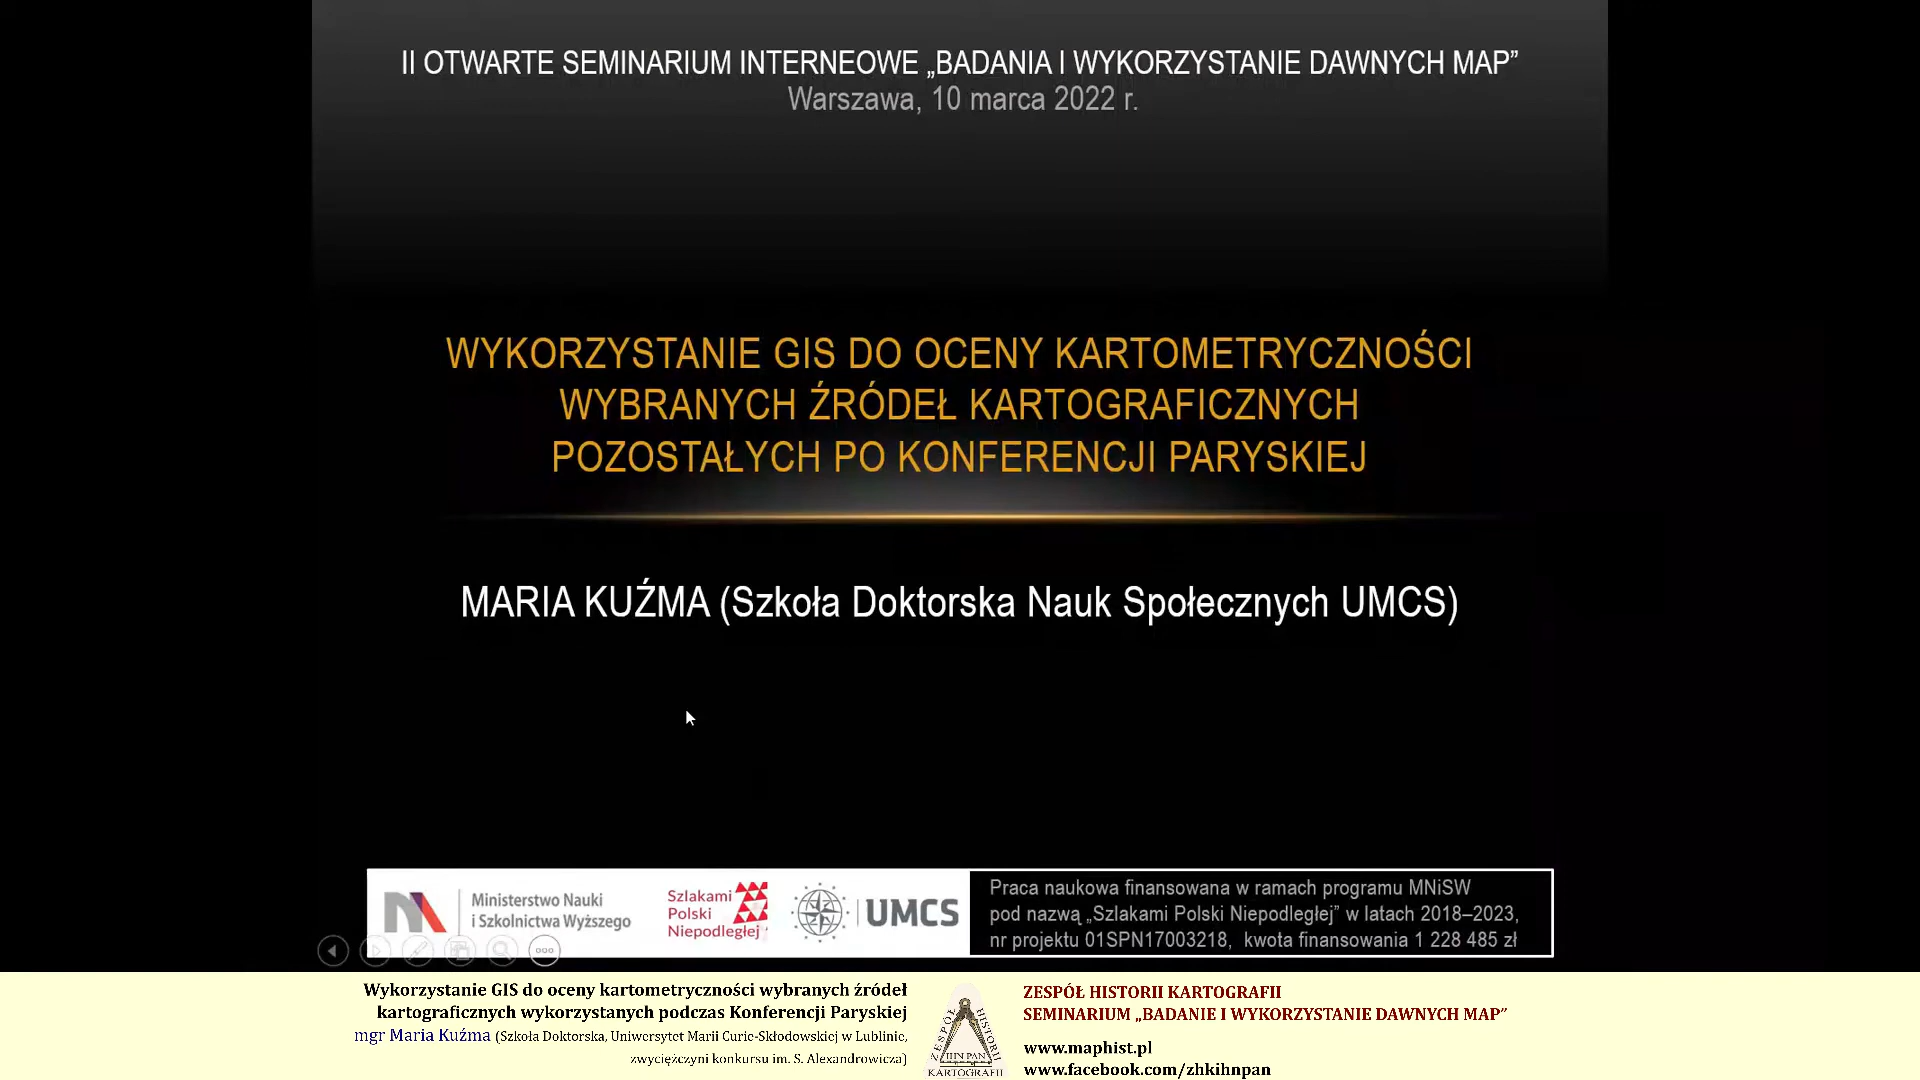 II OTWARTE SEMINARIUM INTERNEOWE „BADANIA I WYKORZYSTANIE DAWNYCH MAP”
Warszawa, 10 marca 2022 r.
WYKORZYSTANIE GIS DO OCENY KARTOMETRYCZNOŚCI
WYBRANYCH ŹRÓDEŁ KARTOGRAFICZNYCH
POZOSTAŁYCH PO KONFERENCJI PARYSKIEJ
MARIA KUŹMA (Szkoła Doktorska Nauk Społecznych UMCS)
Ministerstwo Nauki
i Szkolnictwa Wyższego
Szlakami
Polski
Niepodległej
UMCS
Praca naukowa finansowana w ramach programu MNiSW
pod nazwą „Szlakami Polski Niepodległej” w latach 2018–2023,
nr projektu 01SPN17003218, kwota finansowania 1 228 485 zł
Wykorzystanie GIS do oceny kartometryczności wybranych źródeł
kartograficznych wykorzystanych podczas Konferencji Paryskiej
mgr Maria Kuźma (Szkoła Doktorska, Uniwersytet Marii Curie-Skłodowskiej w Lublinie,
zwyciężczyni konkursu im. S. Alexandrowicza)
ZESPÓŁ HISTORII
IHN PAN
KARTOGRAFII
ZESPÓŁ HISTORII KARTOGRAFII
SEMINARIUM „BADANIE I WYKORZYSTANIE DAWNYCH MAP”
www.maphist.pl
www.facebook.com/zhkihnpan